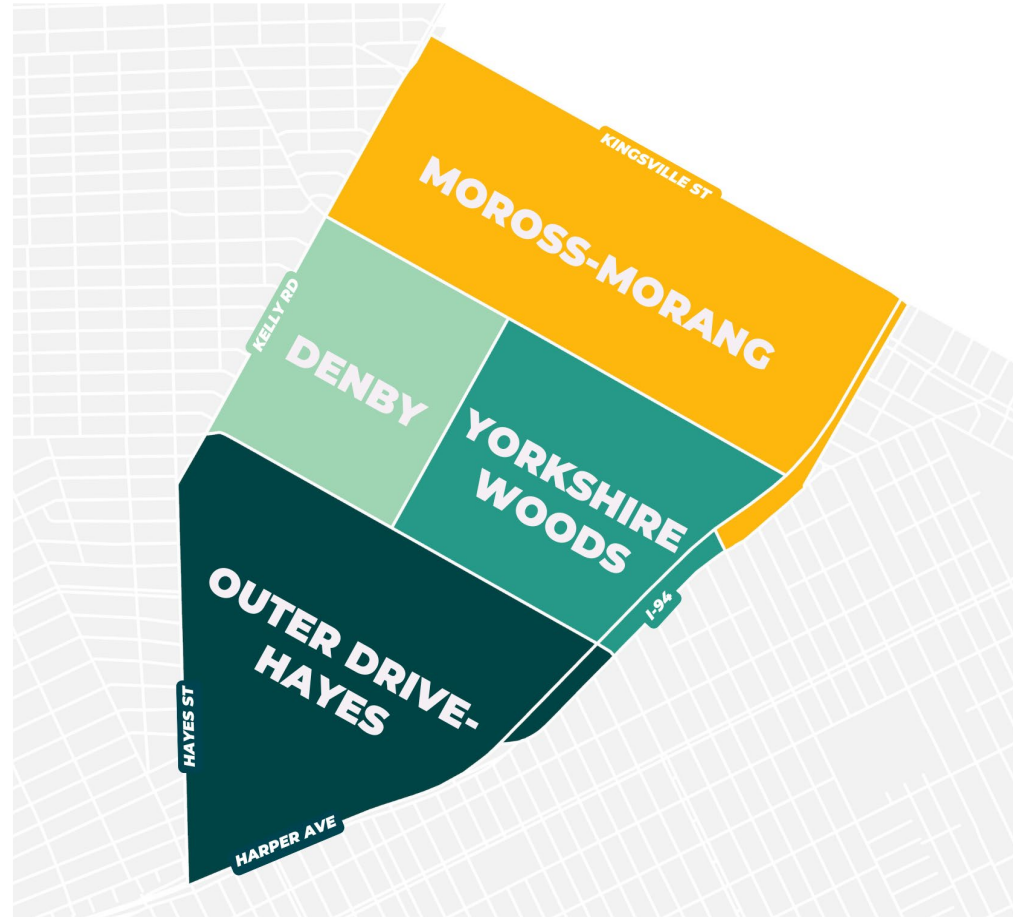 KINGSVILLE ST
MOROSS-MORANG
KELLY RD
DENBY
YORKSHIRE
WOODS
I-94
OUTER DRIVE-
HAYES
HAYES ST
HARPER AVE